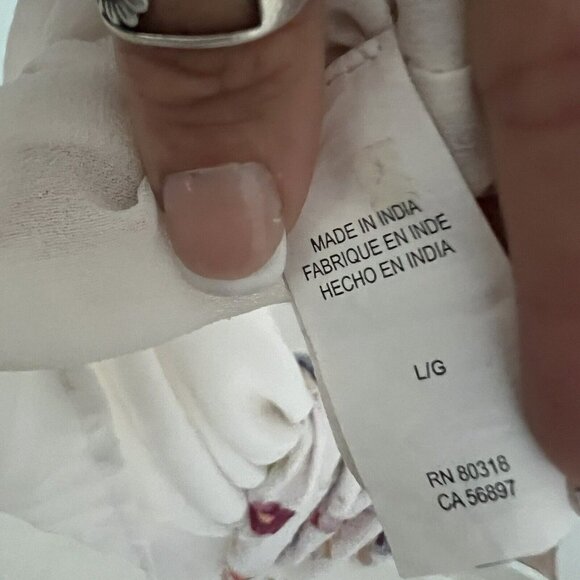 MADE IN INDIA
FABRIQUE EN INDE
HECHO EN INDIA
L/G
RN 80318
CA 56897